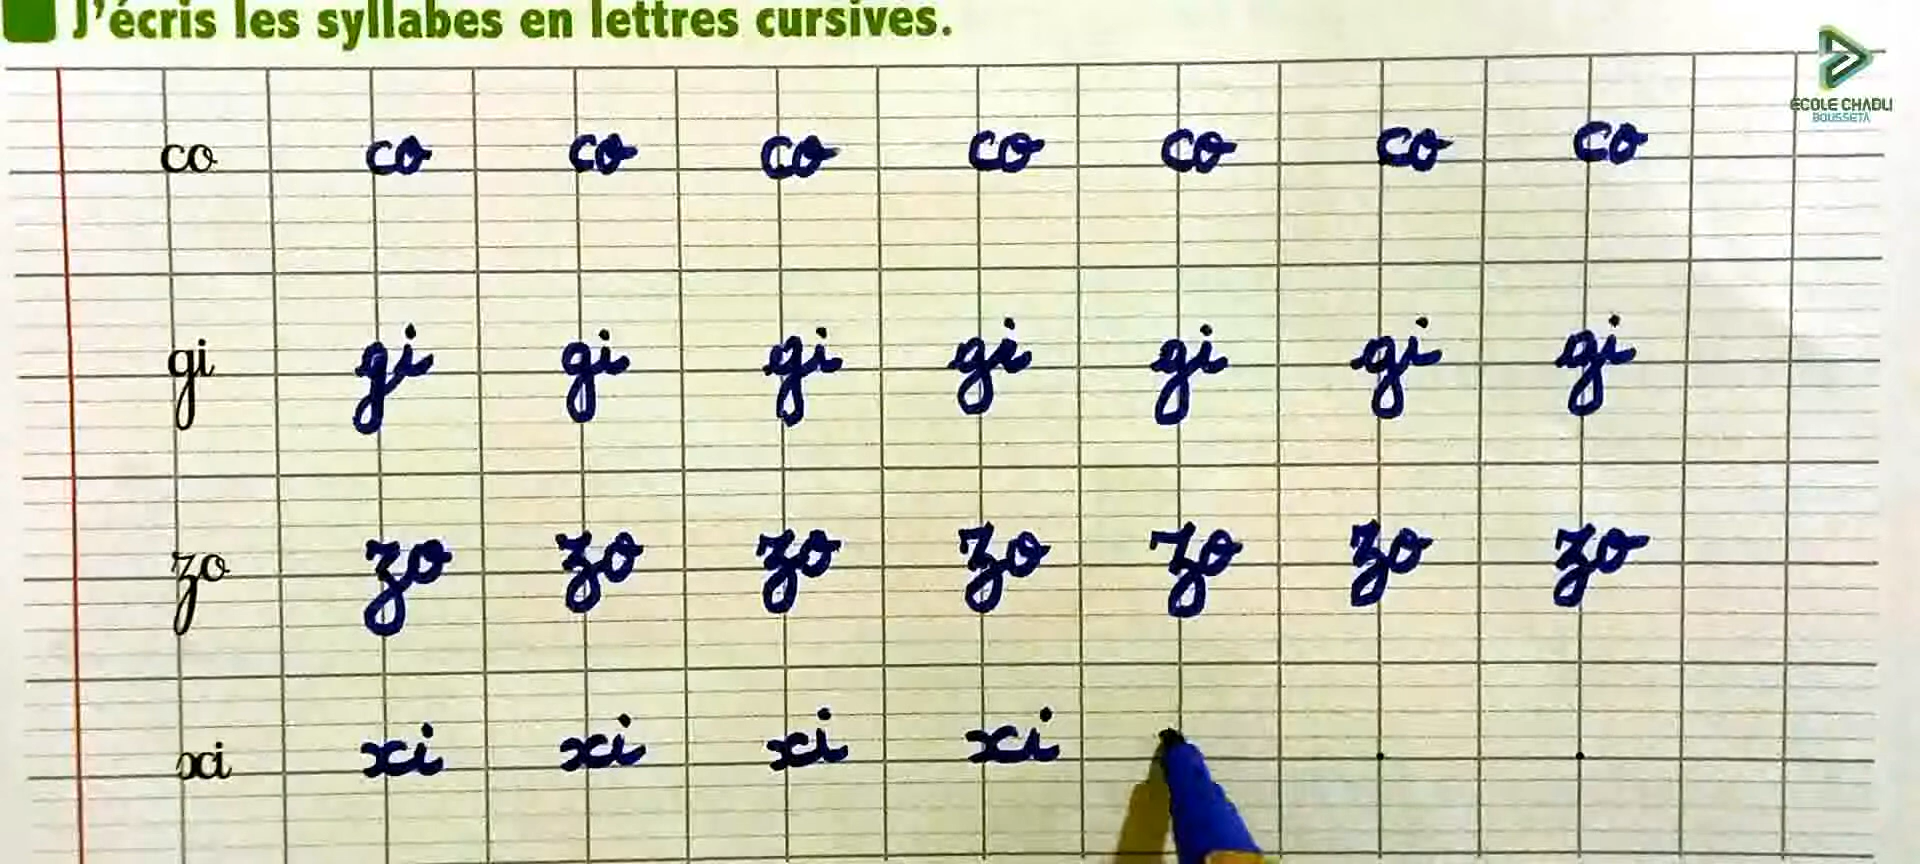 J'écris les syllabes en lettres cursives.
ECOLE CHADLI
BOUSSETA
co co co co co co co co
gi gi gi gi gi gi gi gi
zo zo zo zo zo zo zo zo
xi xi xi xi xi